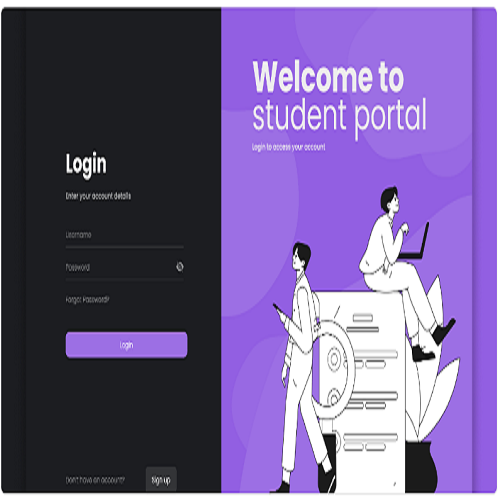 Login
Enter your account details
Username
Password
Forgot Password?
Login
Don't have an account?
Sign up
Welcome to
student portal
Login to access your account